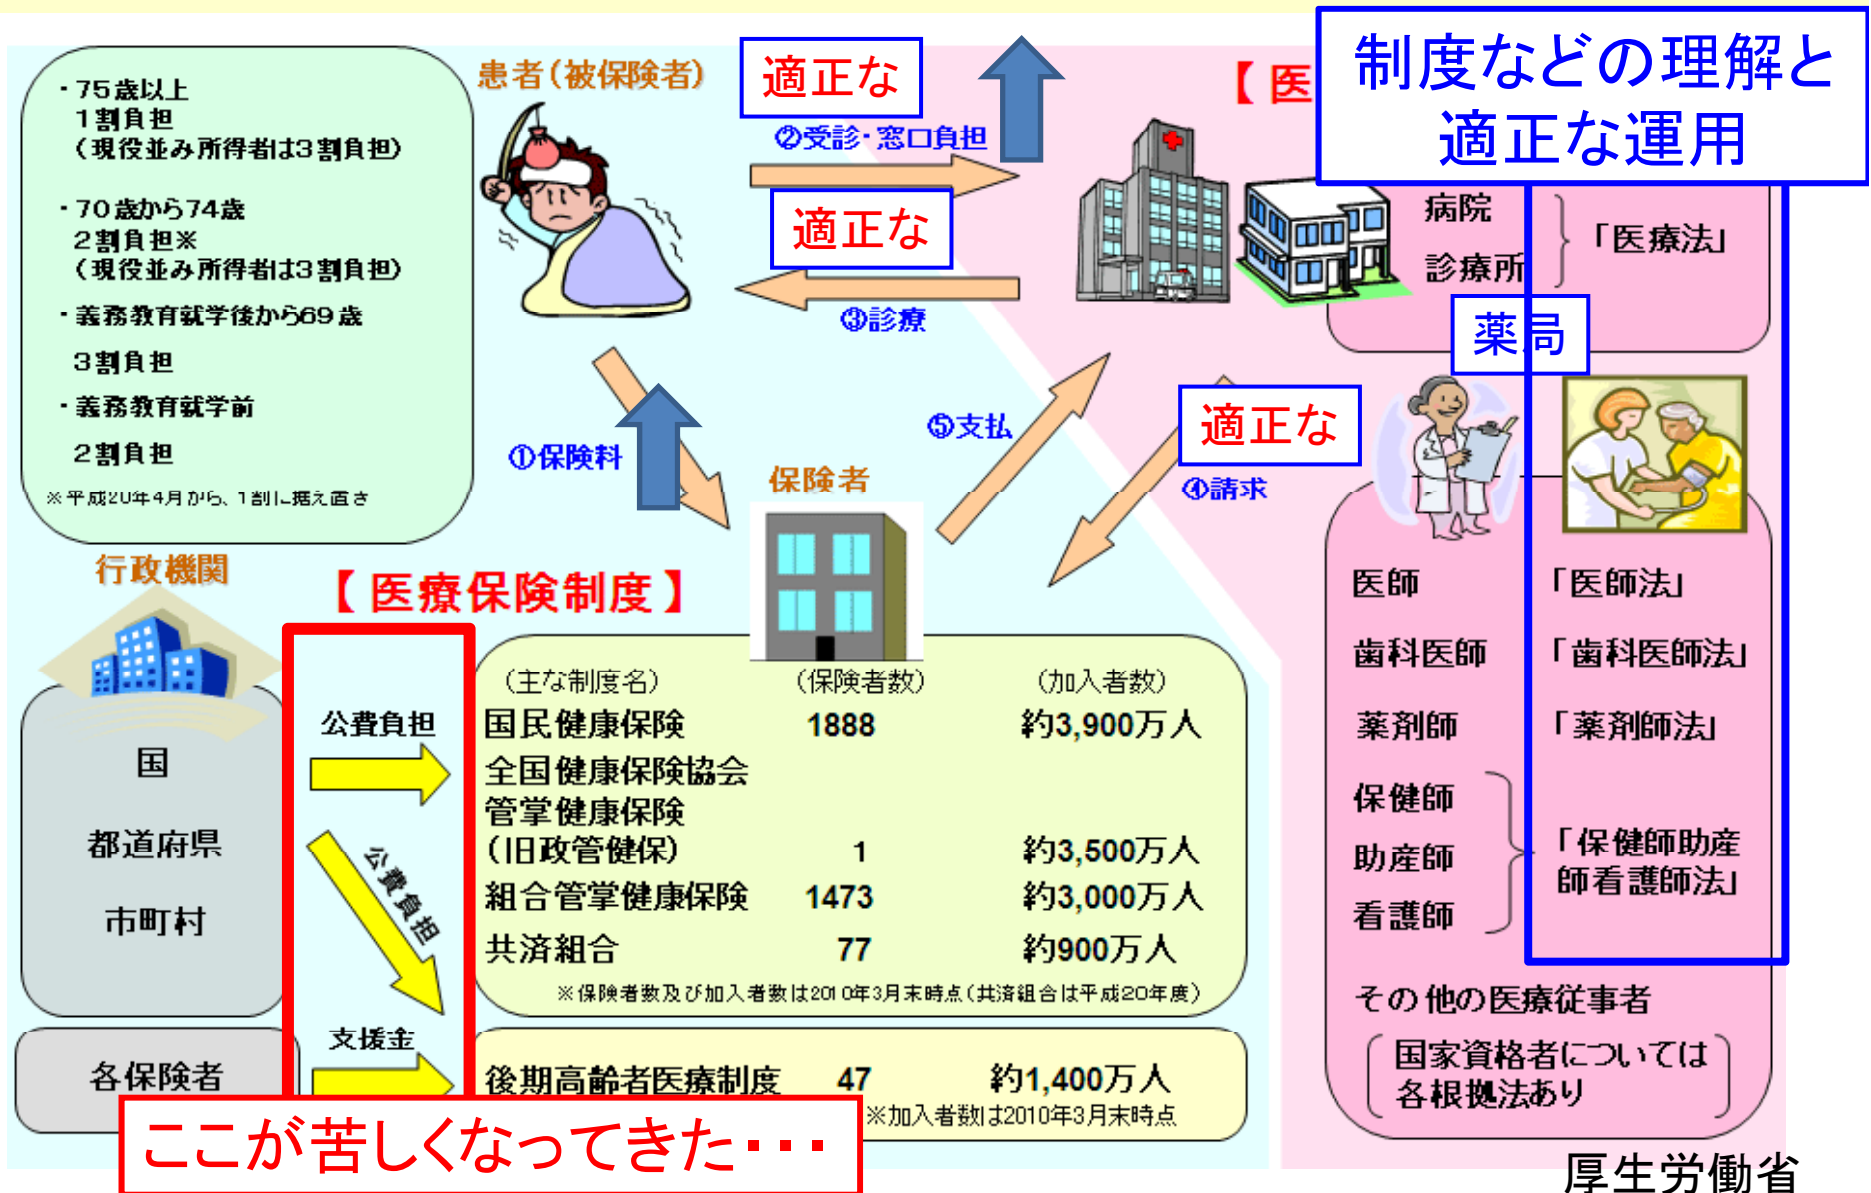 ・75歳以上
1割負担
(現役並み所得者は3割負担)
・70歳から74歳
2割負担※
(現役並み所得者は3割負担)
・義務教育就学後から69歳
3割負担
・義務教育就学前
2割負担
※平成20年4月から、1割に据え置き
患者(被保険者)
適正な
②受診・窓口負担
適正な
③診療
①保険料
⑤支払
適正な
④請求
保険者
【医
制度などの理解と
適正な運用
病院
診療所
「医療法」
薬局
行政機関
国
都道府県
市町村
各保険者
【医療保険制度】
公費負担
公費負担
支援金
(主な制度名) (保険者数) (加入者数)
国民健康保険 1888 約3,900万人
全国健康保険協会
管掌健康保険
(旧政管健保) 1 約3,500万人
組合管掌健康保険 1473 約3,000万人
共済組合 77 約900万人
※保険者数及び加入者数は2010年3月末時点(共済組合は平成20年度)
後期高齢者医療制度 47 約1,400万人
※加入者数は2010年3月末時点
ここが苦しくなってきた・・・
医師 「医師法」
歯科医師 「歯科医師法」
薬剤師 「薬剤師法」
保健師
助産師
看護師
「保健師助産
師看護師法」
その他の医療従事者
国家資格者については
各根拠法あり
厚生労働省